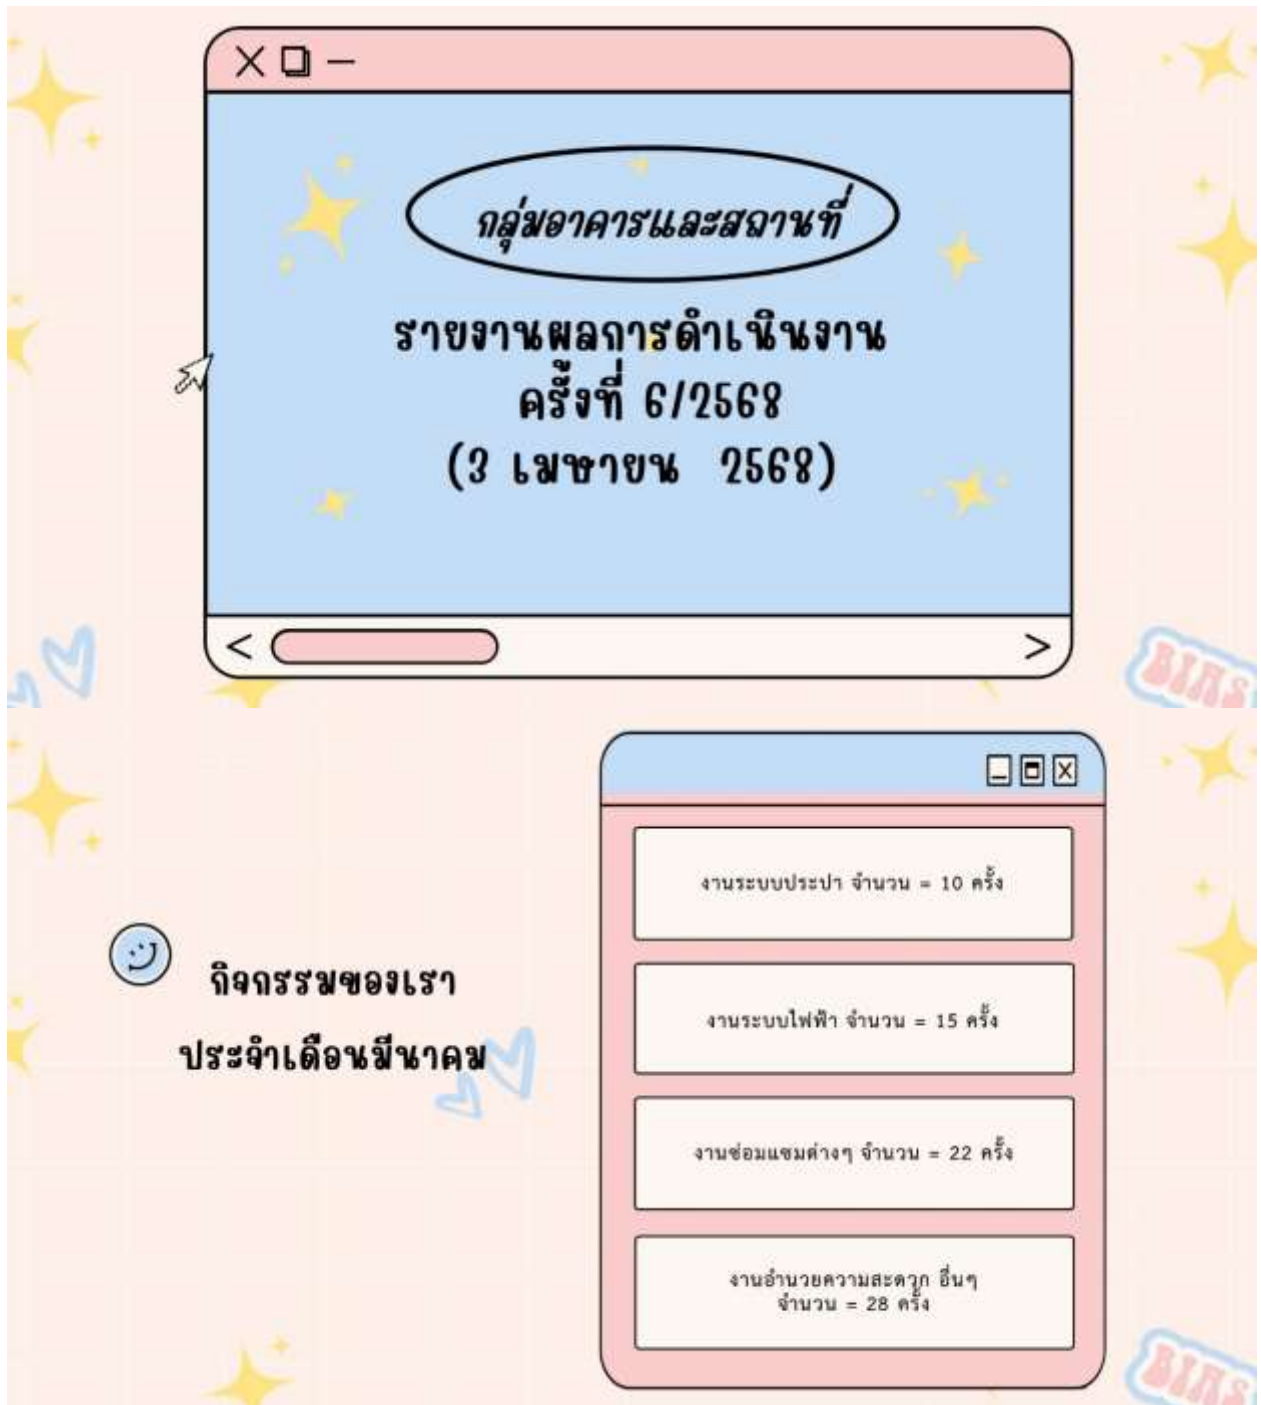 กลุ่มอาคารและสถานที่
รายงานผลการดำเนินงาน
ครั้งที่ 6/2568
(3 เมษายน 2568)
BIAS
กิจกรรมของเรา
ประจำเดือนมีนาคม
งานระบบประปา จำนวน = 10 ครั้ง
งานระบบไฟฟ้า จำนวน = 15 ครั้ง
งานซ่อมแซมต่างๆ จำนวน = 22 ครั้ง
งานอำนวยความสะดวก อื่นๆ
จำนวน = 28 ครั้ง
BIAS